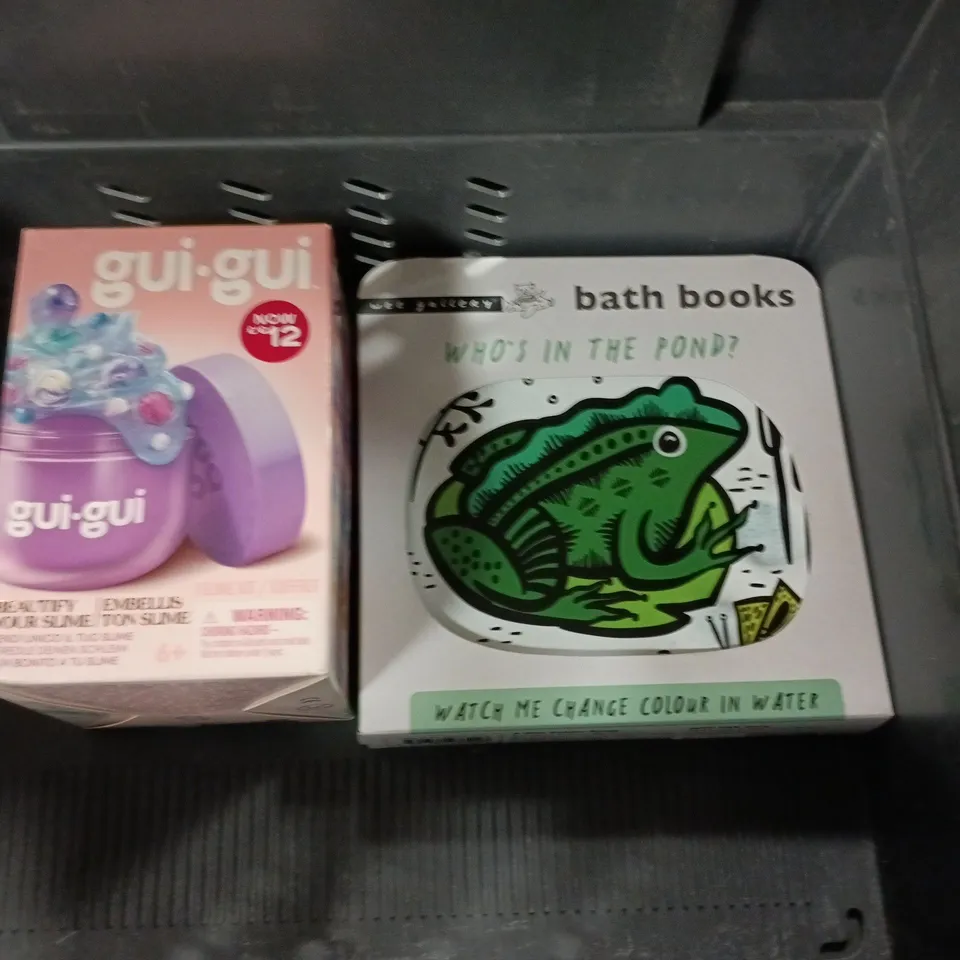 gui·gui
NOW
12
gui·gui
BEAUTIFY
YOUR SLIME
EMBELLIS
TON SLIME
WARNING:
6+
wee gallery
bath books
WHO'S IN THE POND?
WATCH ME CHANGE COLOUR IN WATER